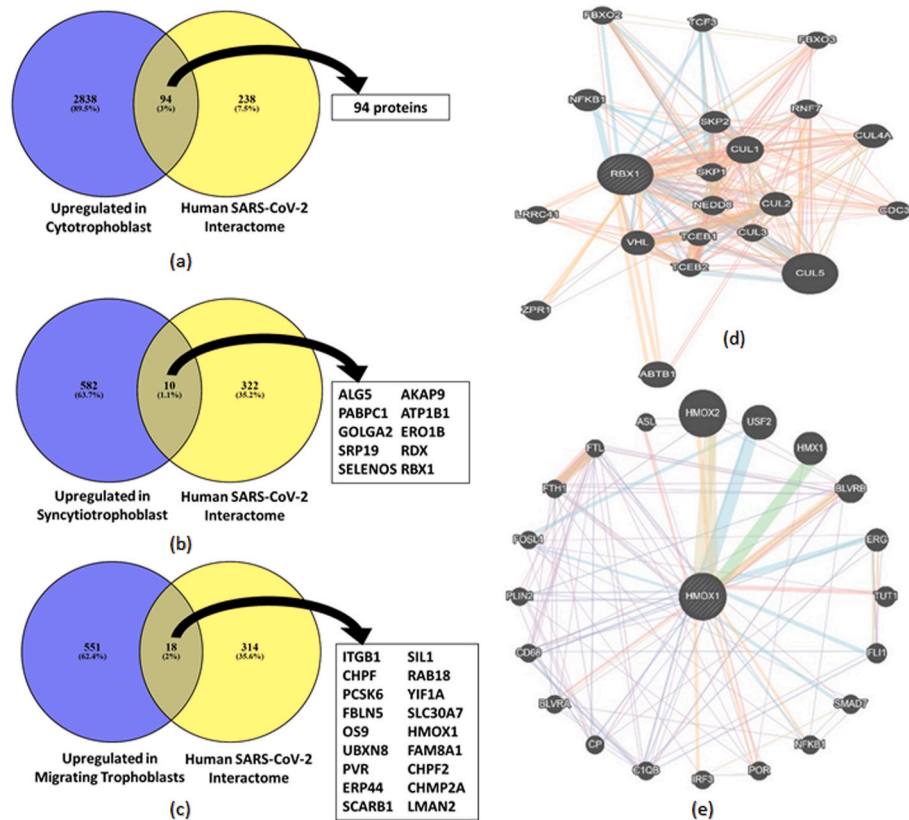 2838
(89.5%)
94
(3%)
238
(7.5%)
94 proteins
Upregulated in
Cytotrophoblast
Human SARS-CoV-2
Interactome
(a)
582
(63.7%)
10
(1.1%)
322
(35.2%)
ALG5 AKAP9
PABPC1 ATP1B1
GOLGA2 ERO1B
SRP19 RDX
SELENOS RBX1
Upregulated in
Syncytiotrophoblast
Human SARS-CoV-2
Interactome
(b)
551
(62.4%)
18
(2%)
314
(35.6%)
ITGB1 SIL1
CHPF RAB18
PCSK6 YIF1A
FBLN5 SLC30A7
OS9 HMOX1
UBXN8 FAM8A1
PVR CHPF2
ERP44 CHMP2A
SCARB1 LMAN2
Upregulated in
Migrating Trophoblasts
Human SARS-CoV-2
Interactome
(c)
FBXO2
TCF3
FBXO3
NFKB1
SKP2
RNF7
CUL4A
CUL1
RBX1
SKP1
NEDD8
CUL2
CDC3
LRRC41
VHL
TCEB1
CUL3
TCEB2
CUL5
ZPR1
ABTB1
(d)
HMOX2
USF2
ASL
HMX1
FTL
FTH1
BLVRB
FOSL1
ERG
PLIN2
HMOX1
TUT1
CD68
FLI1
BLVRA
SMAD7
CP
NFKB1
C1QB
IRF3
POR
(e)